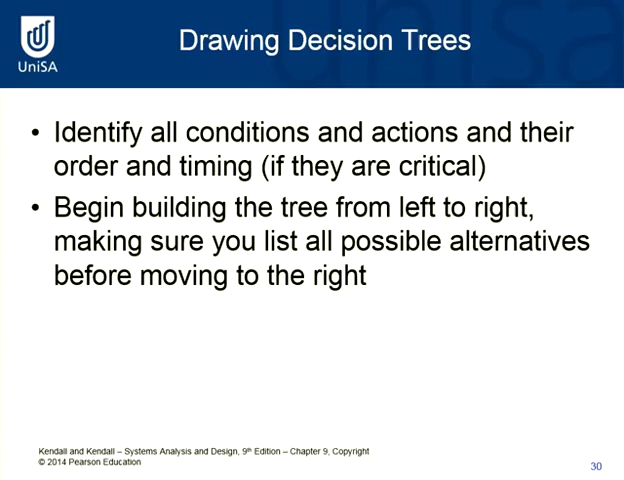 Drawing Decision Trees
UniSA
• Identify all conditions and actions and their
order and timing (if they are critical)
• Begin building the tree from left to right,
making sure you list all possible alternatives
before moving to the right
Kendall and Kendall – Systems Analysis and Design, 9th Edition – Chapter 9, Copyright
© 2014 Pearson Education
30